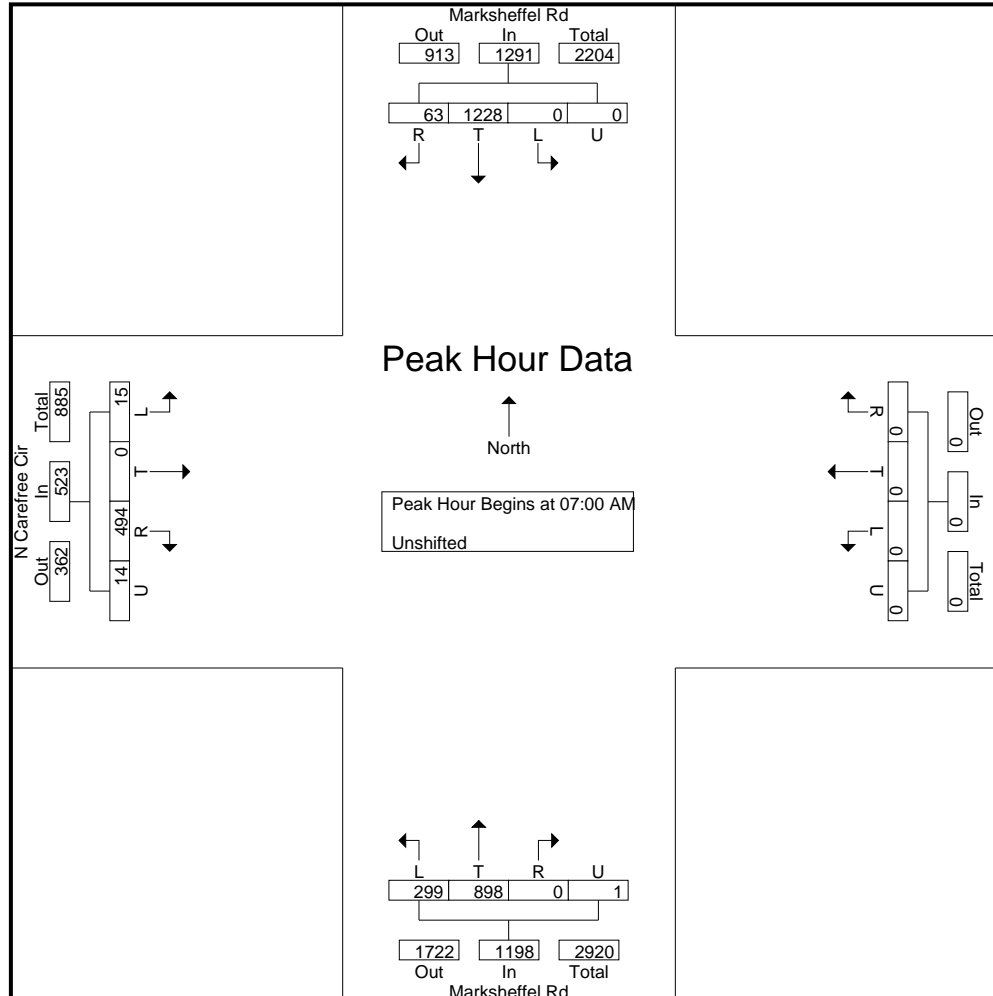 Marksheffel Rd
Out In Total
913 1291 2204
63 1228 0 0
R T L U
Peak Hour Data
North
Peak Hour Begins at 07:00 AM
Unshifted
N Carefree Cir
Total In Out
885 523 362
15 0 494 14
L T R U
R T L U
0 0 0 0
Out In Total
0 0 0
L T R U
299 898 0 1
1722 1198 2920
Out In Total
Marksheffel Rd